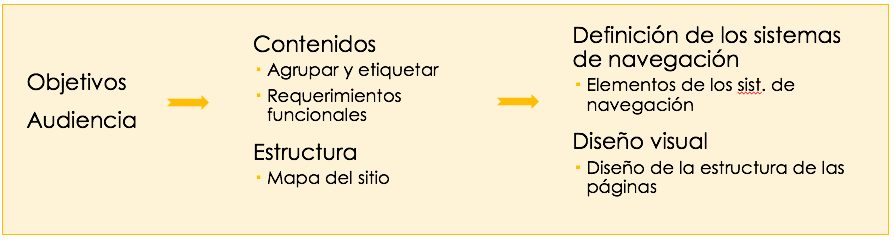 Objetivos
Audiencia
Contenidos
Agrupar y etiquetar
Requerimientos
funcionales
Estructura
Mapa del sitio
Definición de los sistemas
de navegación
Elementos de los sist. de
navegación
Diseño visual
Diseño de la estructura de las
páginas